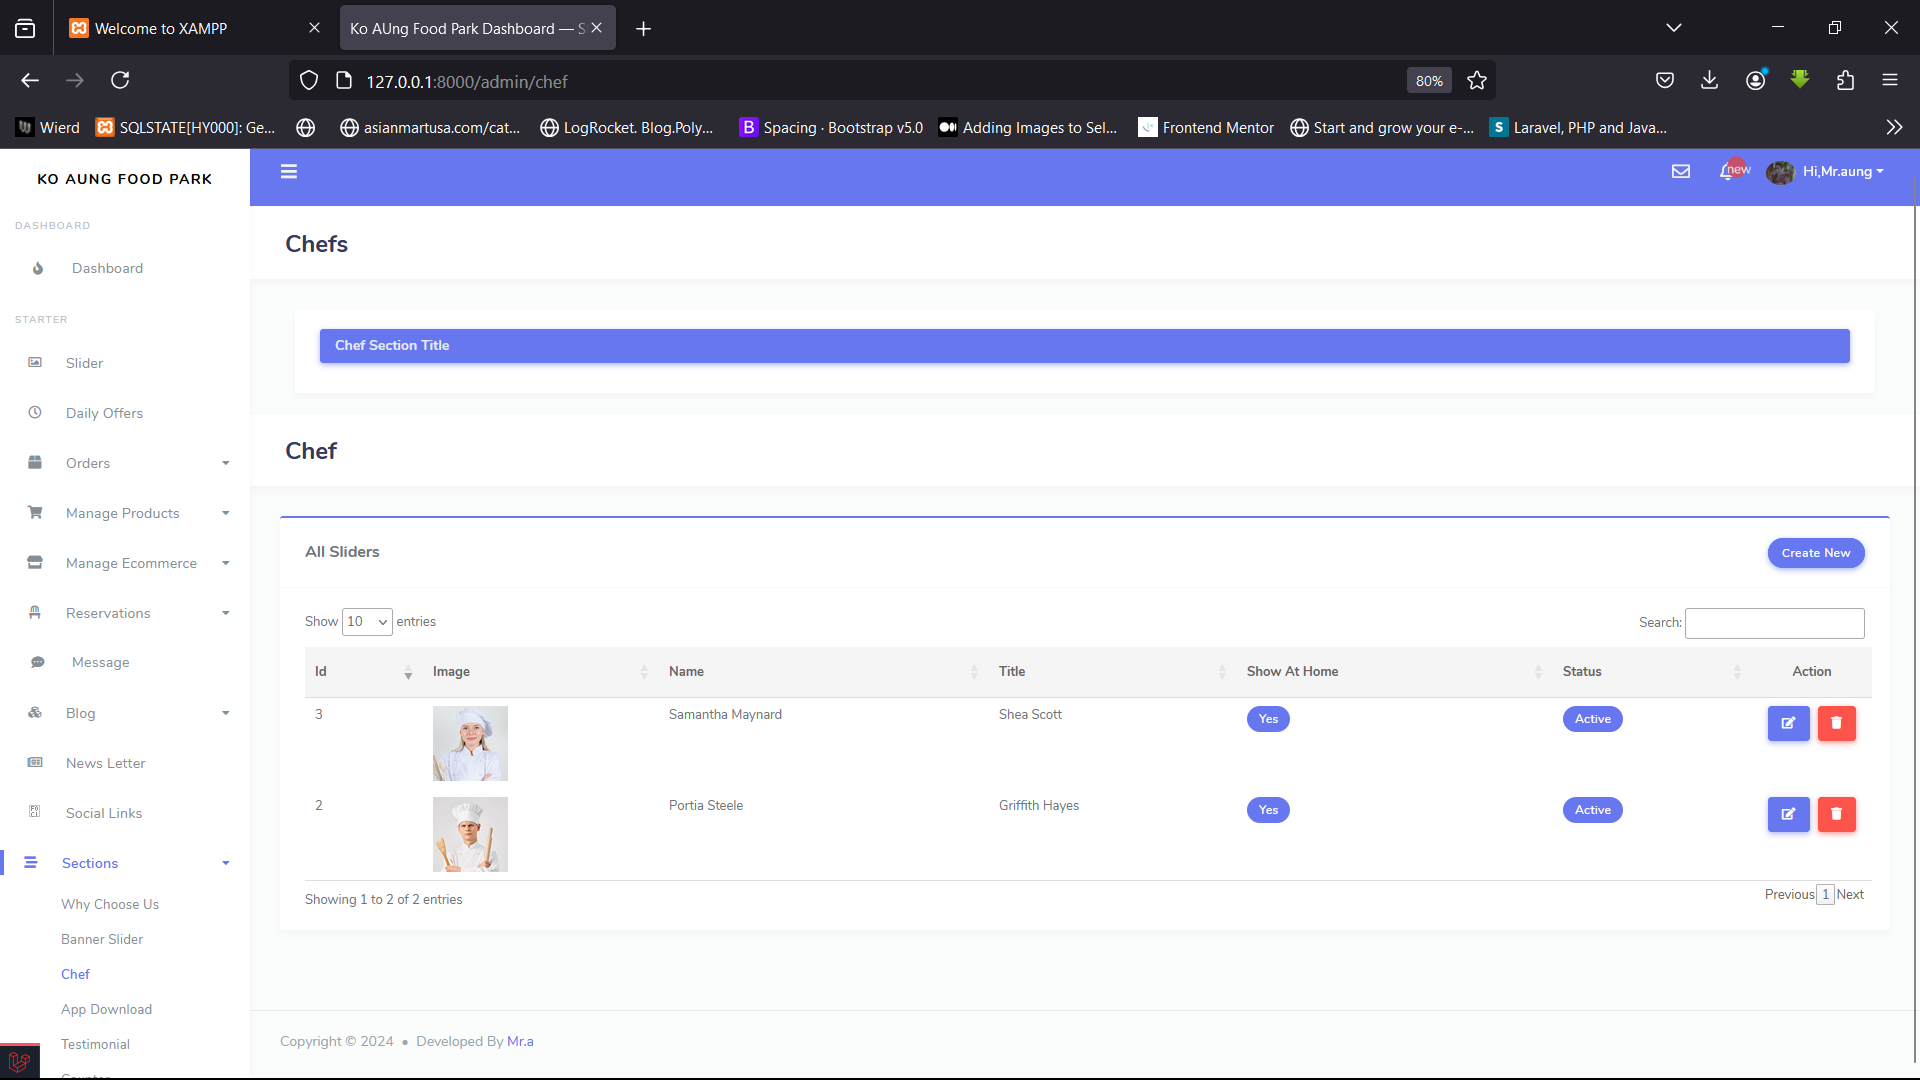 Welcome to XAMPP
Ko AUng Food Park Dashboard — S
127.0.0.1:8000/admin/chef
80%
Wierd
SQLSTATE[HY000]: Ge...
asianmartusa.com/cat...
LogRocket. Blog.Poly...
B Spacing · Bootstrap v5.0
Adding Images to Sel...
Frontend Mentor
Start and grow your e-...
S Laravel, PHP and Java...
KO AUNG FOOD PARK
new
Hi,Mr.aung
DASHBOARD
Dashboard
STARTER
Slider
Daily Offers
Orders
Manage Products
Manage Ecommerce
Reservations
Message
Blog
News Letter
Social Links
Sections
Why Choose Us
Banner Slider
Chef
App Download
Testimonial
Chefs
Chef Section Title
Chef
All Sliders
Create New
Show 10 entries
Search:
Id Image Name Title Show At Home Status Action
3 Samantha Maynard Shea Scott Yes Active
2 Portia Steele Griffith Hayes Yes Active
Showing 1 to 2 of 2 entries
Previous 1 Next
Copyright © 2024 • Developed By Mr.a